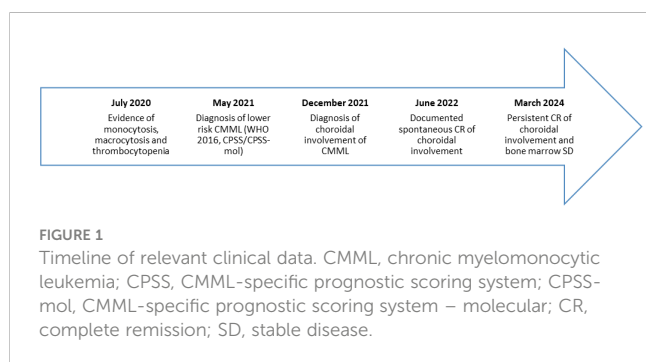 July 2020
Evidence of
monocytosis,
macrocytosis and
thrombocytopenia
May 2021
Diagnosis of lower
risk CMML (WHO
2016, CPSS/CPSS-
mol)
December 2021
Diagnosis of
choroidal
involvement of
CMML
June 2022
Documented
spontaneous CR of
choroidal
involvement
March 2024
Persistent CR of
choroidal
involvement and
bone marrow SD
FIGURE 1
Timeline of relevant clinical data. CMML, chronic myelomonocytic
leukemia; CPSS, CMML-specific prognostic scoring system; CPSS-
mol, CMML-specific prognostic scoring system – molecular; CR,
complete remission; SD, stable disease.